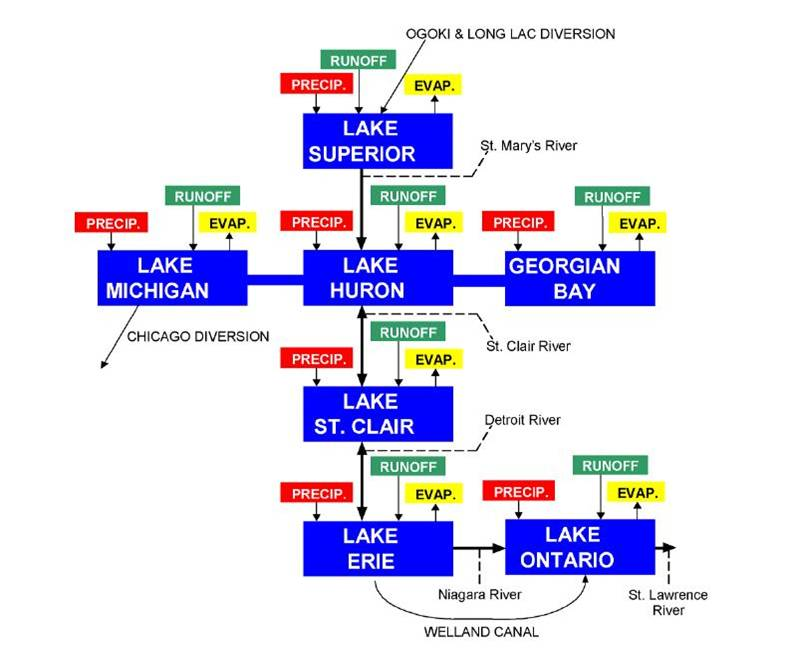 OGOKI & LONG LAC DIVERSION
RUNOFF
PRECIP.
EVAP.
LAKE
SUPERIOR
St. Mary's River
RUNOFF
PRECIP.
EVAP.
LAKE
MICHIGAN
RUNOFF
PRECIP.
EVAP.
LAKE
HURON
RUNOFF
PRECIP.
EVAP.
GEORGIAN
BAY
CHICAGO DIVERSION
St. Clair River
RUNOFF
PRECIP.
EVAP.
LAKE
ST. CLAIR
Detroit River
RUNOFF
PRECIP.
EVAP.
LAKE
ERIE
RUNOFF
PRECIP.
EVAP.
LAKE
ONTARIO
Niagara River
St. Lawrence
River
WELLAND CANAL